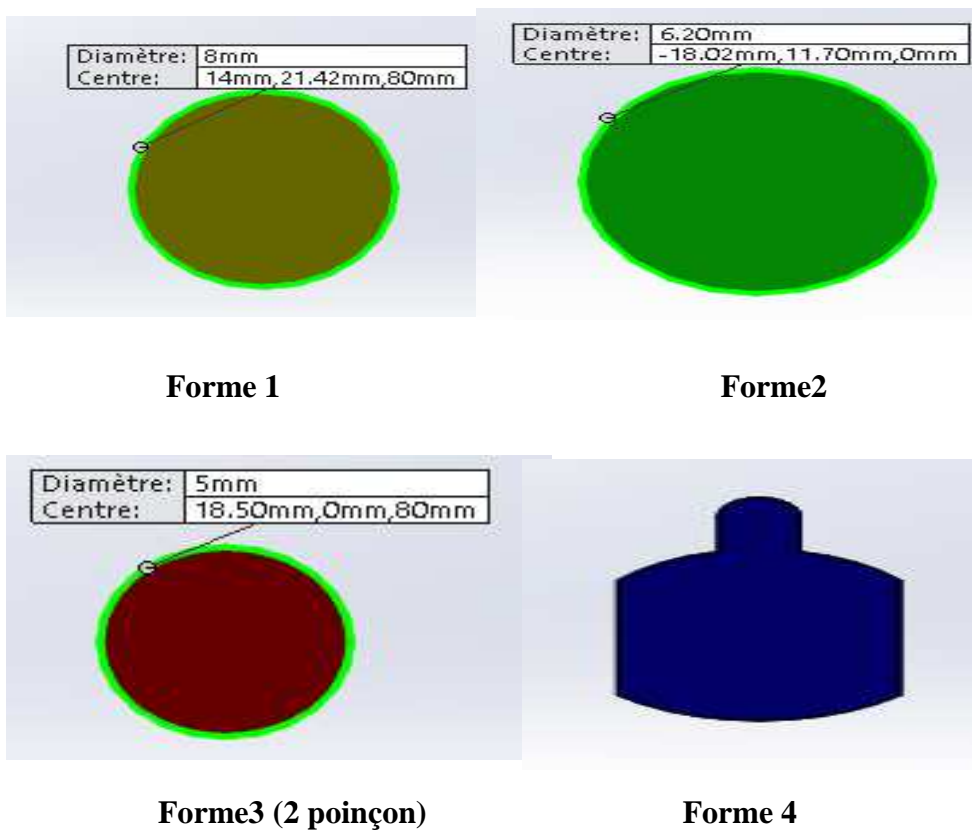 Diamètre: 8mm
Centre: 14mm,21.42mm,80mm
Diamètre: 6.20mm
Centre: -18.02mm,11.70mm,0mm
Forme 1
Forme2
Diamètre: 5mm
Centre: 18.50mm,0mm,80mm
Forme3 (2 poinçon)
Forme 4